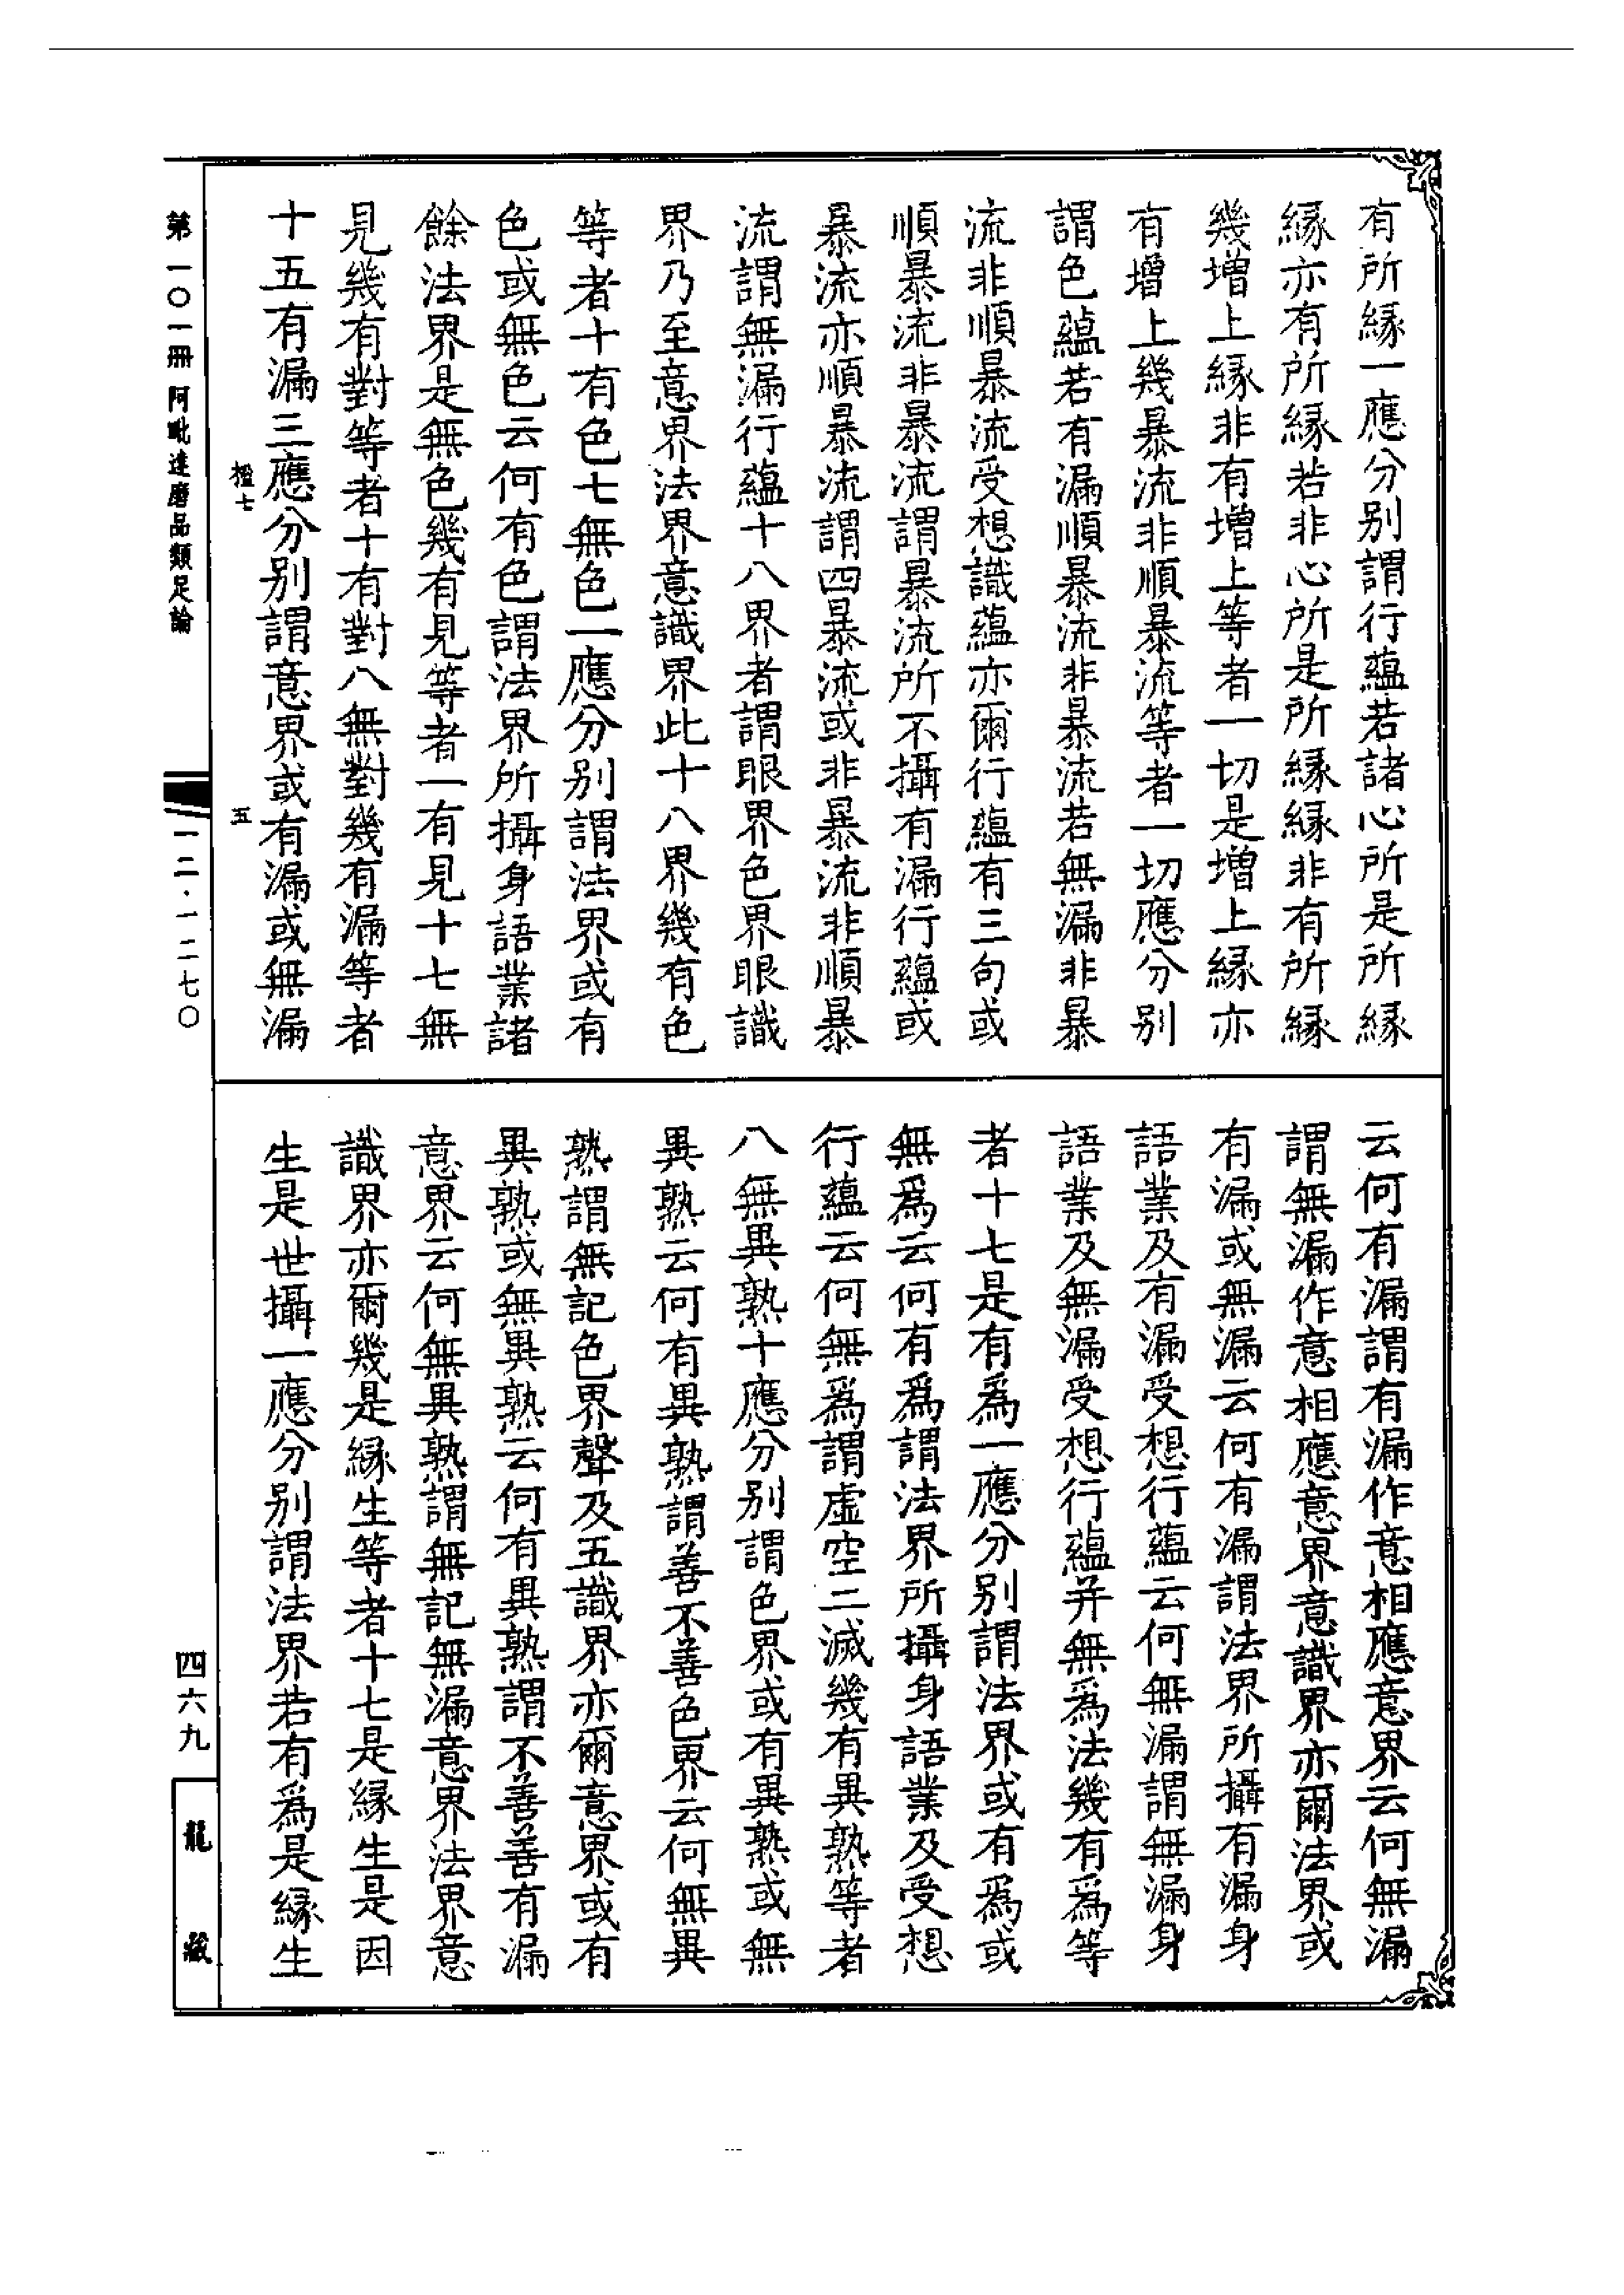 有所緣一應分別謂行蘊若諸心所是所緣
緣亦有所緣若非心所是所緣緣非有所緣
幾增上緣非有增上等者一切是增上緣亦
有增上幾暴流非順暴流等者一切應分別
謂色蘊若有漏順暴流非暴流若無漏非暴
流非順暴流受想識蘊亦爾行蘊有三句或
順暴流非暴流謂暴流所不攝有漏行蘊或
暴流亦順暴流謂四暴流或非暴流非順暴
流謂無漏行蘊十八界者謂眼界色界眼識
界乃至意界法界意識界此十八界幾有色
等者十有色七無色一應分別謂法界或有
色或無色云何有色謂法界所攝身語業諸
餘法界是無色幾有見等者一有見十七無
見幾有對等者十有對八無對幾有漏等者
十五有漏三應分別謂意界或有漏或無漏
云何有漏謂有漏作意相應意界云何無漏
謂無漏作意相應意界意識界亦爾法界或
有漏或無漏云何有漏謂法界所攝有漏身
語業及有漏受想行蘊云何無漏謂無漏身
語業及無漏受想行蘊并無為法幾有為等
者十七是有為一應分別謂法界或有為或
無為云何有為謂法界所攝身語業及受想
行蘊云何無為謂虛空二滅幾有異熟等者
八無異熟十應分別謂色界或有異熟或無
異熟云何有異熟謂善不善色界云何無異
熟謂無記色界聲及五識界亦爾意界或有
異熟或無異熟云何有異熟謂不善善有漏
意界云何無異熟謂無記無漏意界法界意
識界亦爾幾是緣生等者十七是緣生是因
生是世攝一應分別謂法界若有為是緣生
七
五
第一〇一冊 阿毗達磨品類足論
一二·一二七〇
四六九
龍藏